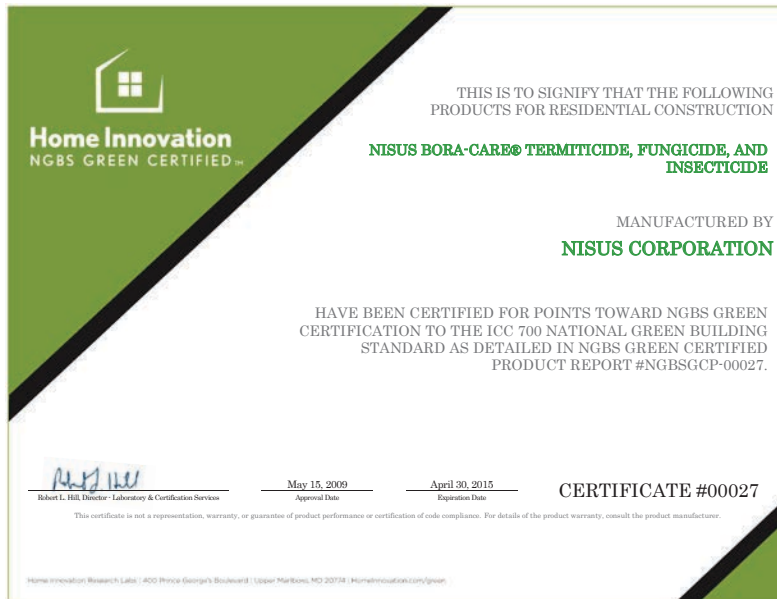 Home Innovation
NGBS GREEN CERTIFIED™
THIS IS TO SIGNIFY THAT THE FOLLOWING
PRODUCTS FOR RESIDENTIAL CONSTRUCTION
NISUS BORA-CARE® TERMITICIDE, FUNGICIDE, AND
INSECTICIDE
MANUFACTURED BY
NISUS CORPORATION
HAVE BEEN CERTIFIED FOR POINTS TOWARD NGBS GREEN
CERTIFICATION TO THE ICC 700 NATIONAL GREEN BUILDING
STANDARD AS DETAILED IN NGBS GREEN CERTIFIED
PRODUCT REPORT #NGBSGCP-00027.
Robert L. Hill
Robert L. Hill, Director - Laboratory & Certification Services
May 15, 2009
Approval Date
April 30, 2015
Expiration Date
CERTIFICATE #00027
This certificate is not a representation, warranty, or guarantee of product performance or certification of code compliance. For details of the product warranty, consult the product manufacturer.
Home Innovation Research Labs | 400 Prince George's Boulevard | Upper Marlboro, MD 20774 | HomeInnovation.com/green